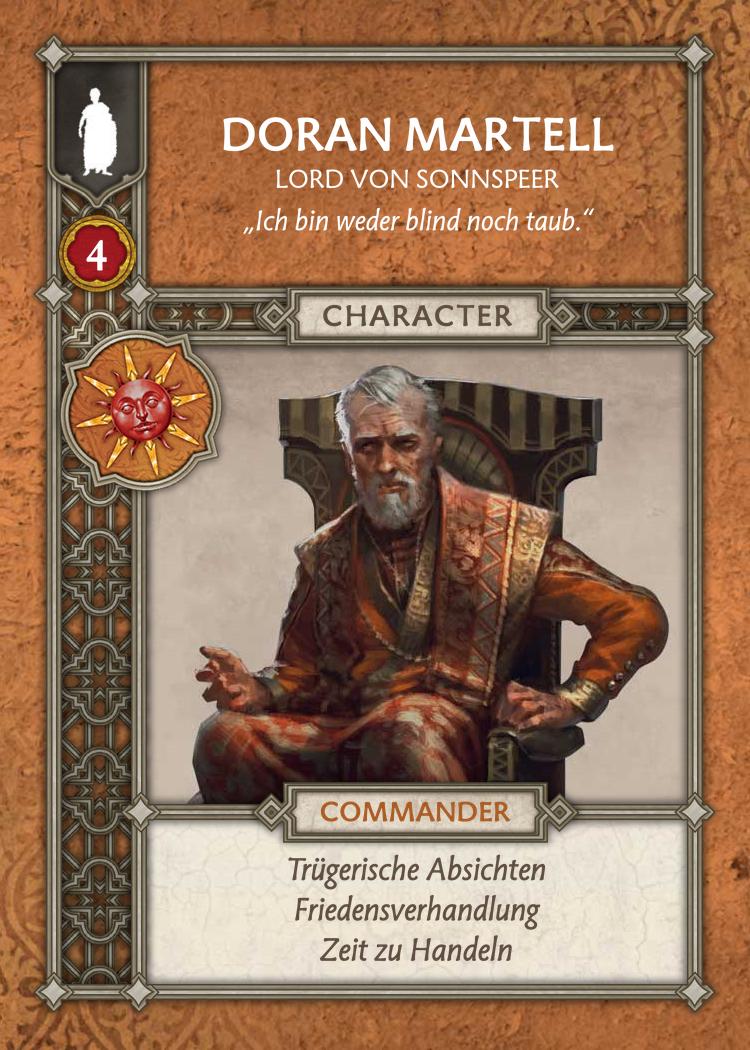 DORAN MARTELL
LORD VON SONNSPEER
„Ich bin weder blind noch taub.“
4
CHARACTER
COMMANDER
Trügerische Absichten
Friedensverhandlung
Zeit zu Handeln